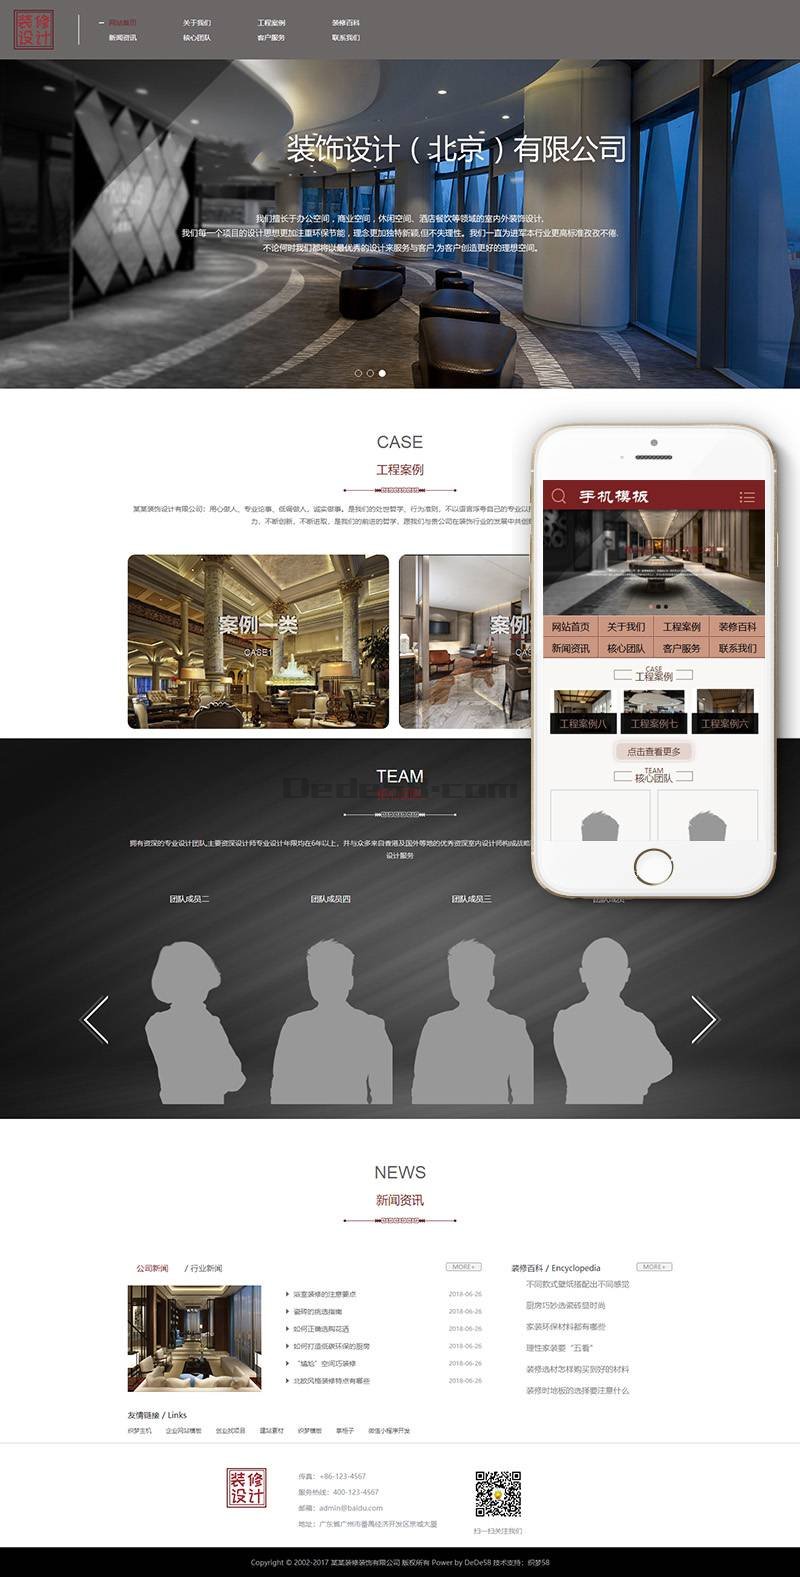 装修
设计
网站首页 关于我们 工程案例 装修百科
新闻资讯 核心团队 客户服务 联系我们
装饰设计（北京）有限公司
我们擅长于办公空间，商业空间，休闲空间、酒店餐饮等领域的室内外装饰设计,
我们每一个项目的设计思想更加注重环保节能，理念更加独特新颖,但不失理性。我们一直为进军本行业更高标准孜孜不倦.
不论何时我们都将以最优秀的设计来服务与客户,为客户创造更好的理想空间。
CASE
工程案例
某某装饰设计有限公司：用心做人、专业论事、低调做人。诚实做事。是我们的处世哲学、行为准则，不以语言浮夸自己的专业以
力、不断创新，不断进取，是我们的前进的哲学，愿我们与贵公司在装饰行业的发展中共创
案例一类
CASE1
案例
CAS
手机模板
网站首页 关于我们 工程案例 装修百科
新闻资讯 核心团队 客户服务 联系我们
CASE
工程案例
工程案例八 工程案例七 工程案例六
点击查看更多
TEAM
核心团队
TEAM
Dede58.com
拥有资深的专业设计团队,主要资深设计师专业设计年限均在6年以上，并与众多来自香港及国外等地的优秀资深室内设计师构成战略
设计服务
团队成员二 团队成员四 团队成员三
NEWS
新闻资讯
公司新闻 / 行业新闻 MORE+
浴室装修的注意要点 2018-06-26
瓷砖的挑选指南 2018-06-26
如何正确选购花洒 2018-06-26
如何打造低碳环保的厨房 2018-06-26
“尴尬”空间巧装修 2018-06-26
北欧风格装修特点有哪些 2018-06-26
装修百科 / Encyclopedia MORE+
不同款式壁纸搭配出不同感觉
厨房巧妙选瓷砖显时尚
家装环保材料都有哪些
理性家装要“五看”
装修选材怎样购买到好的材料
装修时地板的选择要注意什么
友情链接 / Links
织梦主机 企业网站模板 创业找项目 建站素材 织梦模板 掌柜子 微信小程序开发
装修
设计
传真：+86-123-4567
服务热线：400-123-4567
邮箱：admin@baidu.com
地址：广东省广州市番禺经济开发区京城大厦
扫一扫关注我们
Copyright © 2002-2017 某某装修装饰有限公司 版权所有 Power by DeDe58 技术支持：织梦58